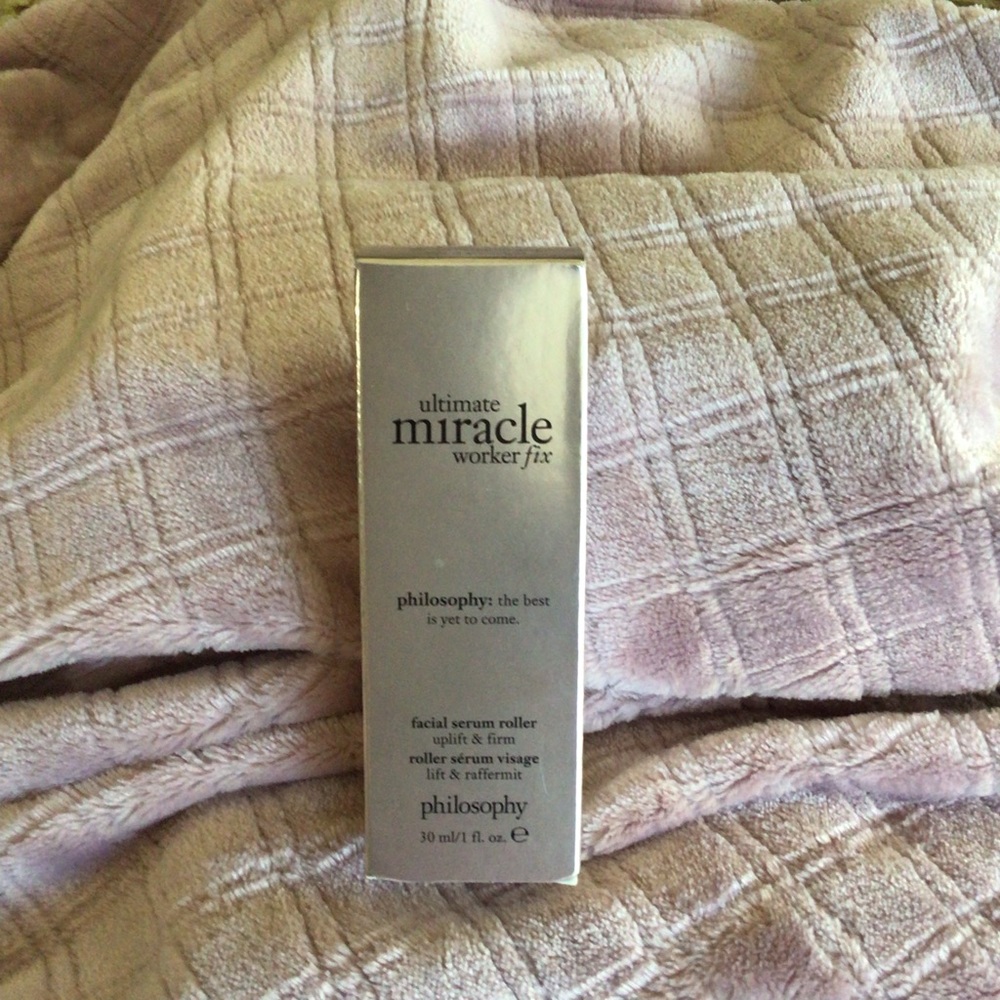 ultimate
miracle
worker fix
philosophy: the best
is yet to come.
facial serum roller
uplift & firm
roller sérum visage
lift & raffermit
philosophy
30 ml/1 fl. oz. ℮